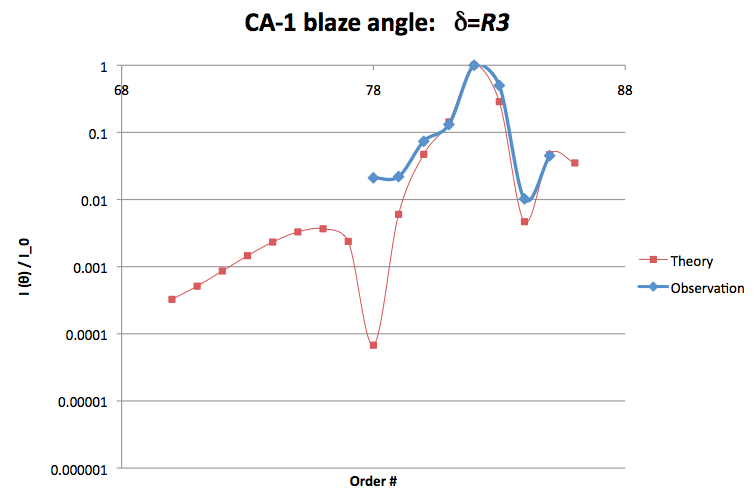 CA-1 blaze angle: δ=R3
1
68
78
88
0.1
0.01
0.001
0.0001
0.00001
0.000001
I (θ) / I_0
Order #
Theory
Observation